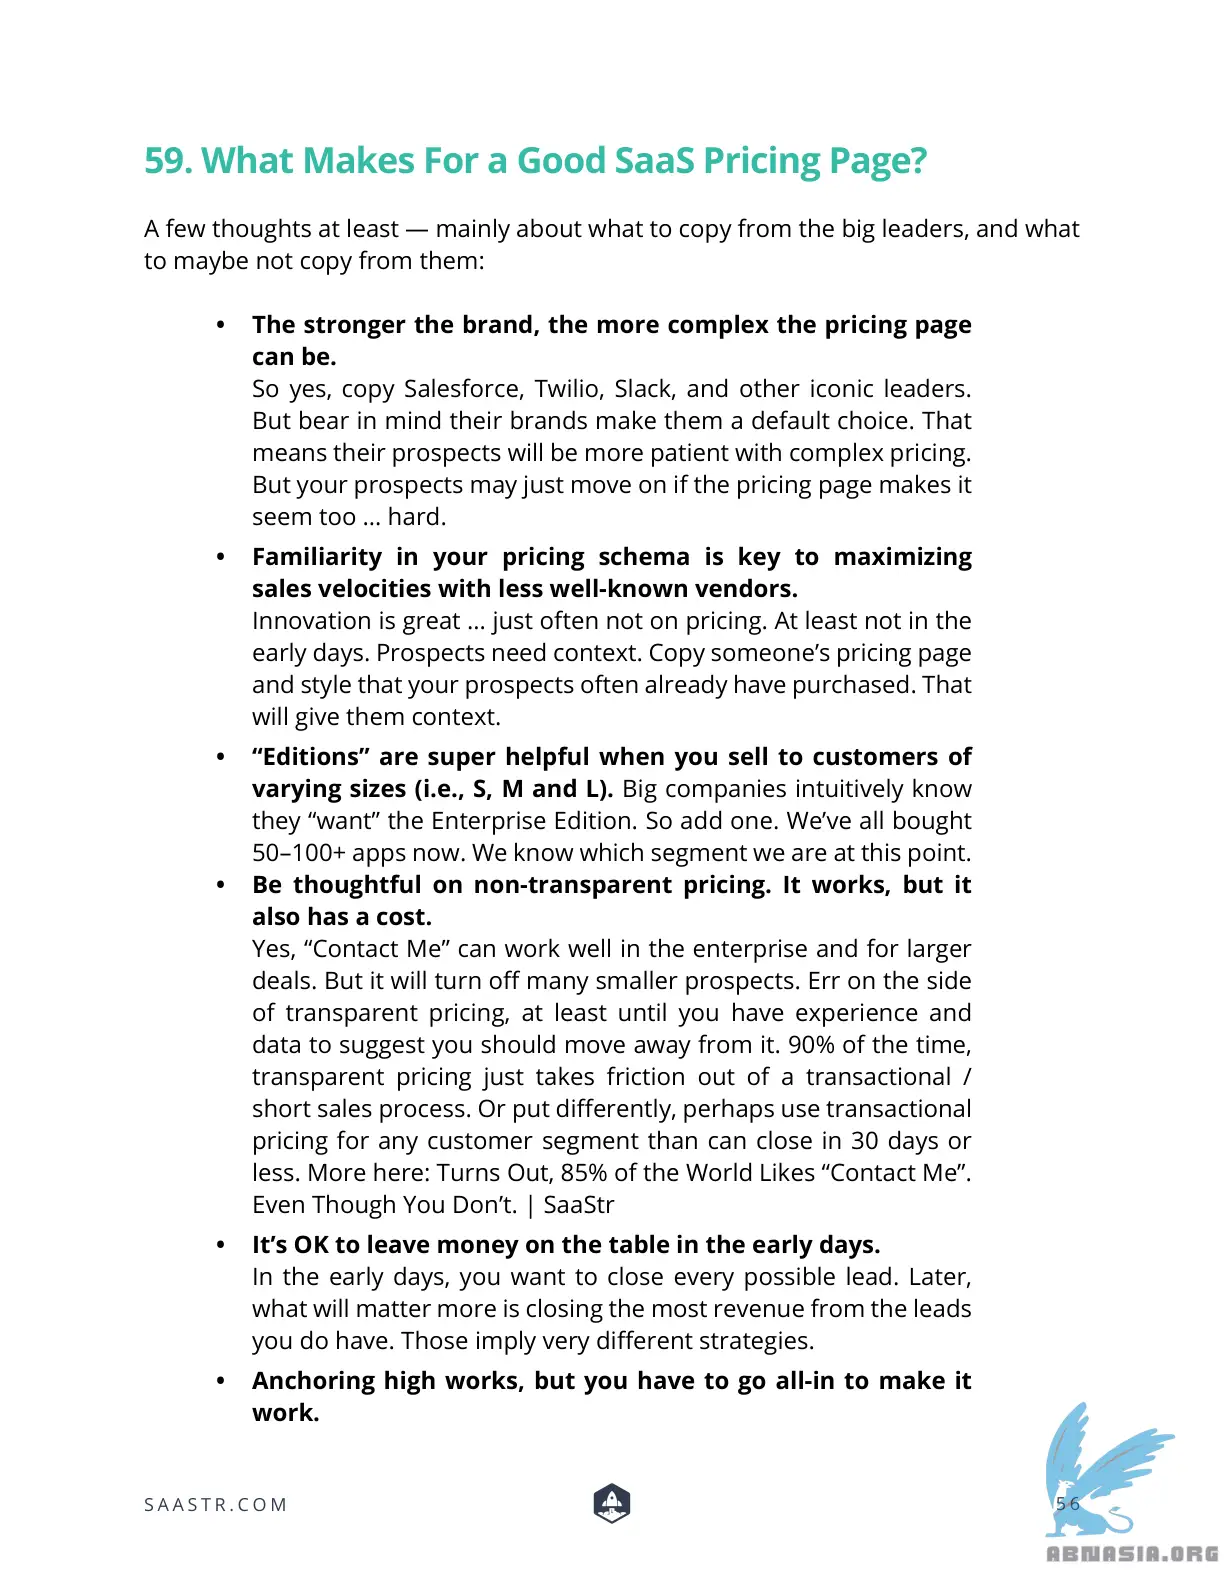 59. What Makes For a Good SaaS Pricing Page?
A few thoughts at least — mainly about what to copy from the big leaders, and what
to maybe not copy from them:
• The stronger the brand, the more complex the pricing page
can be.
So yes, copy Salesforce, Twilio, Slack, and other iconic leaders.
But bear in mind their brands make them a default choice. That
means their prospects will be more patient with complex pricing.
But your prospects may just move on if the pricing page makes it
seem too … hard.
• Familiarity in your pricing schema is key to maximizing
sales velocities with less well-known vendors.
Innovation is great … just often not on pricing. At least not in the
early days. Prospects need context. Copy someone’s pricing page
and style that your prospects often already have purchased. That
will give them context.
• “Editions” are super helpful when you sell to customers of
varying sizes (i.e., S, M and L). Big companies intuitively know
they “want” the Enterprise Edition. So add one. We’ve all bought
50–100+ apps now. We know which segment we are at this point.
• Be thoughtful on non-transparent pricing. It works, but it
also has a cost.
Yes, “Contact Me” can work well in the enterprise and for larger
deals. But it will turn off many smaller prospects. Err on the side
of transparent pricing, at least until you have experience and
data to suggest you should move away from it. 90% of the time,
transparent pricing just takes friction out of a transactional /
short sales process. Or put differently, perhaps use transactional
pricing for any customer segment than can close in 30 days or
less. More here: Turns Out, 85% of the World Likes “Contact Me”.
Even Though You Don’t. | SaaStr
• It’s OK to leave money on the table in the early days.
In the early days, you want to close every possible lead. Later,
what will matter more is closing the most revenue from the leads
you do have. Those imply very different strategies.
• Anchoring high works, but you have to go all-in to make it
work.
SAASTR.COM
56
ABNASIA.ORG